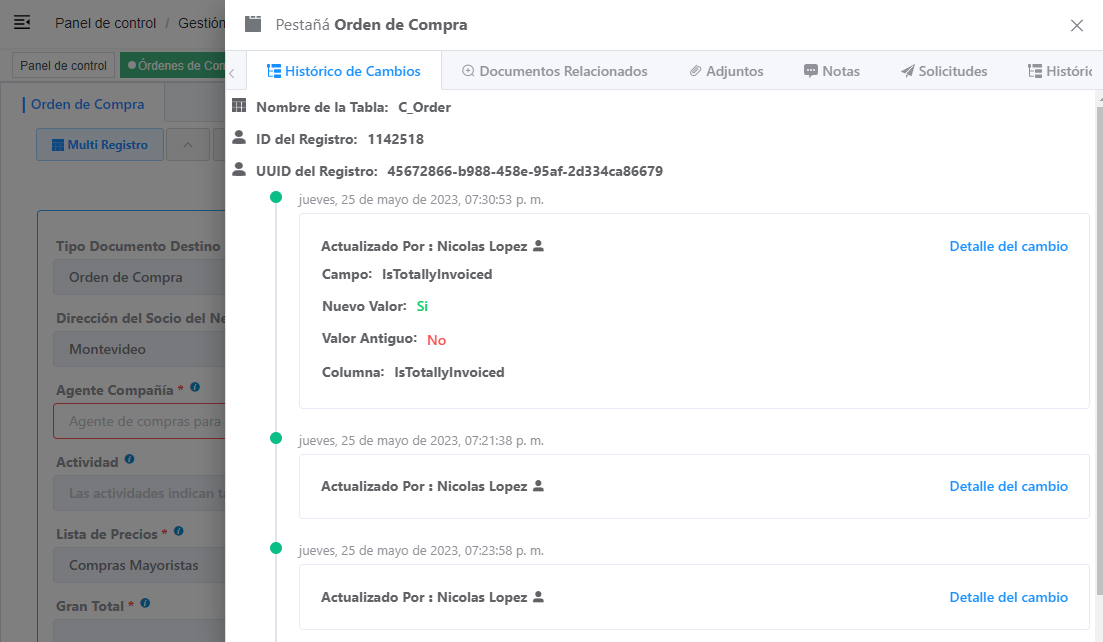 Panel de control / Gestión
Panel de control
Órdenes de Com
Orden de Compra
Multi Registro
Tipo Documento Destino
Orden de Compra
Dirección del Socio del Ne
Montevideo
Agente Compañía *
Agente de compras para
Actividad
Las actividades indican ta
Lista de Precios *
Compras Mayoristas
Gran Total *
Pestañá Orden de Compra
Histórico de Cambios
Documentos Relacionados
Adjuntos
Notas
Solicitudes
Históric
Nombre de la Tabla: C_Order
ID del Registro: 1142518
UUID del Registro: 45672866-b988-458e-95af-2d334ca86679
jueves, 25 de mayo de 2023, 07:30:53 p. m.
Actualizado Por : Nicolas Lopez
Detalle del cambio
Campo: IsTotallyInvoiced
Nuevo Valor: Si
Valor Antiguo: No
Columna: IsTotallyInvoiced
jueves, 25 de mayo de 2023, 07:21:38 p. m.
Actualizado Por : Nicolas Lopez
Detalle del cambio
jueves, 25 de mayo de 2023, 07:23:58 p. m.
Actualizado Por : Nicolas Lopez
Detalle del cambio